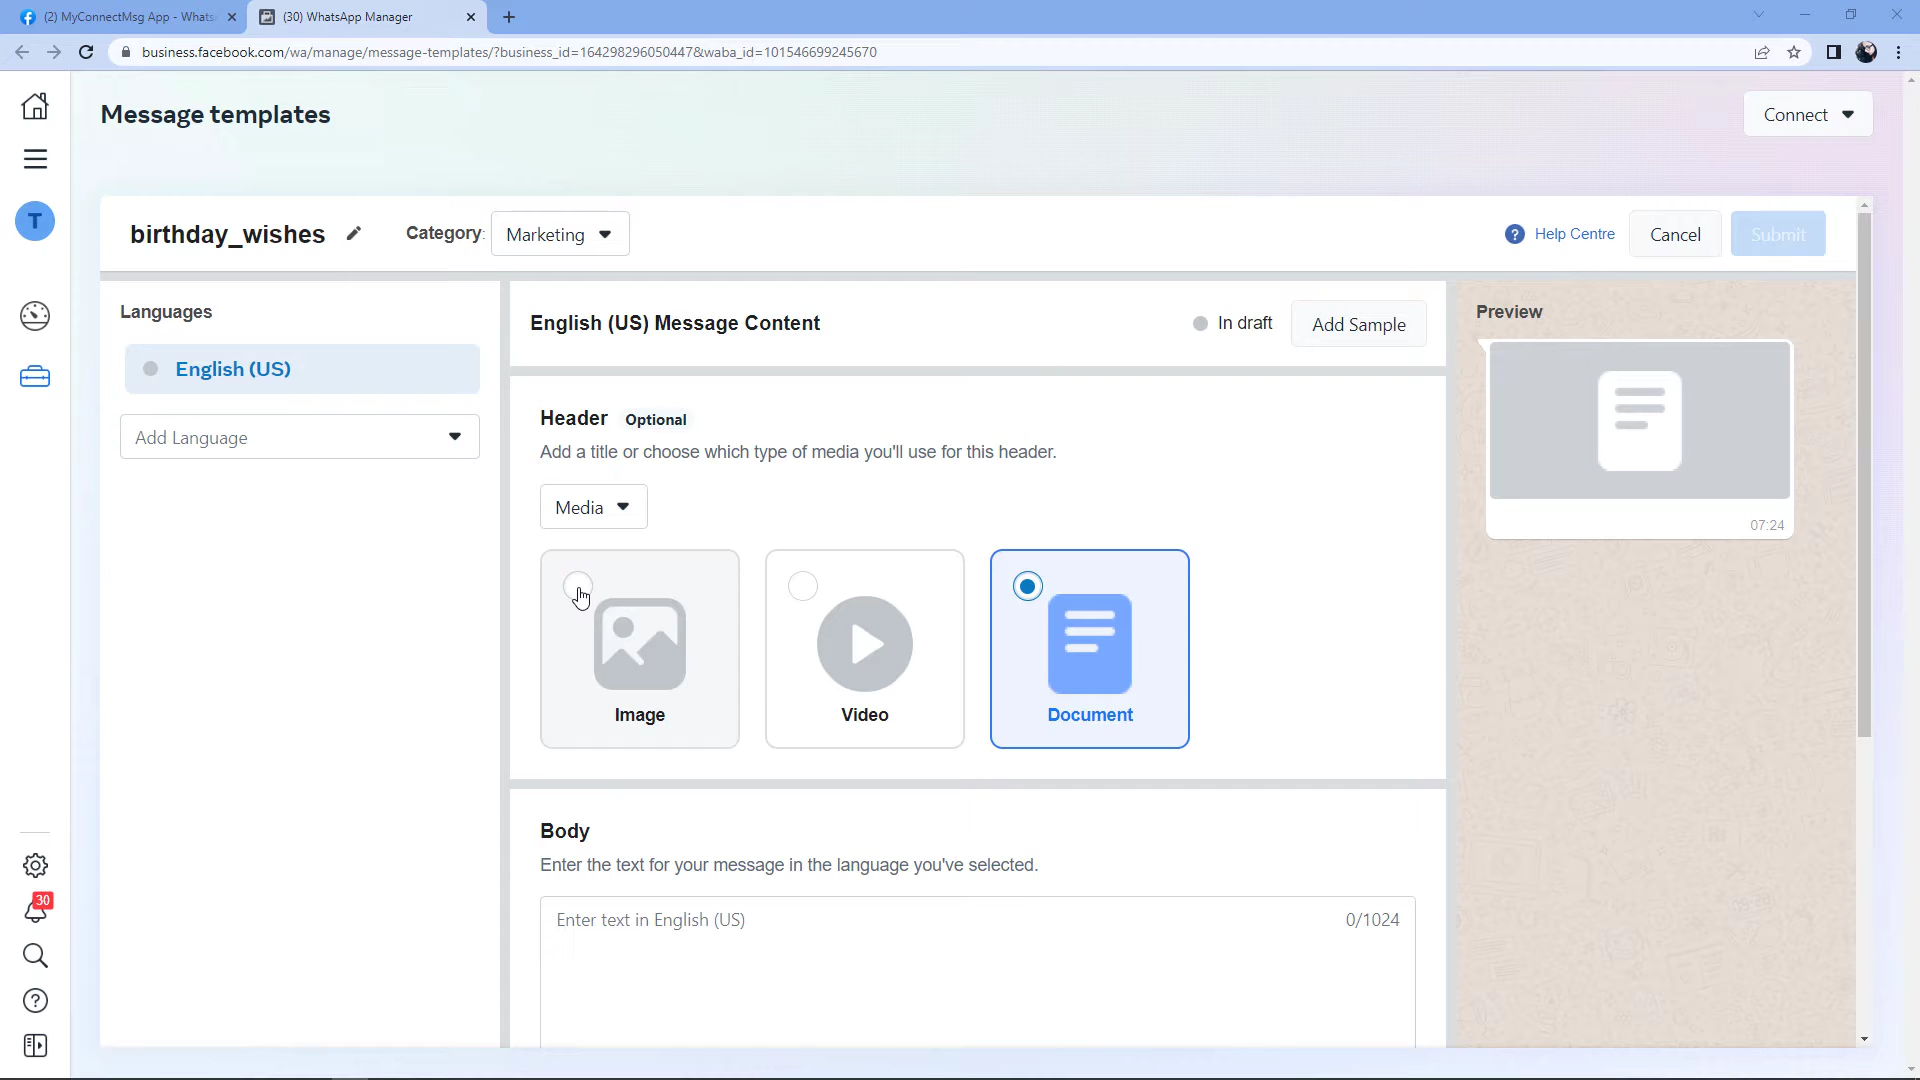 (2) MyConnectMsg App - Whats
(30) WhatsApp Manager
business.facebook.com/wa/manage/message-templates/?business_id=164298296050447&waba_id=101546699245670
Message templates
Connect
T
birthday_wishes
Category:
Marketing
? Help Centre
Cancel
Submit
Languages
English (US)
Add Language
English (US) Message Content
In draft
Add Sample
Header Optional
Add a title or choose which type of media you'll use for this header.
Media
Image
Video
Document
Body
Enter the text for your message in the language you've selected.
Enter text in English (US)
0/1024
Preview
07:24
30